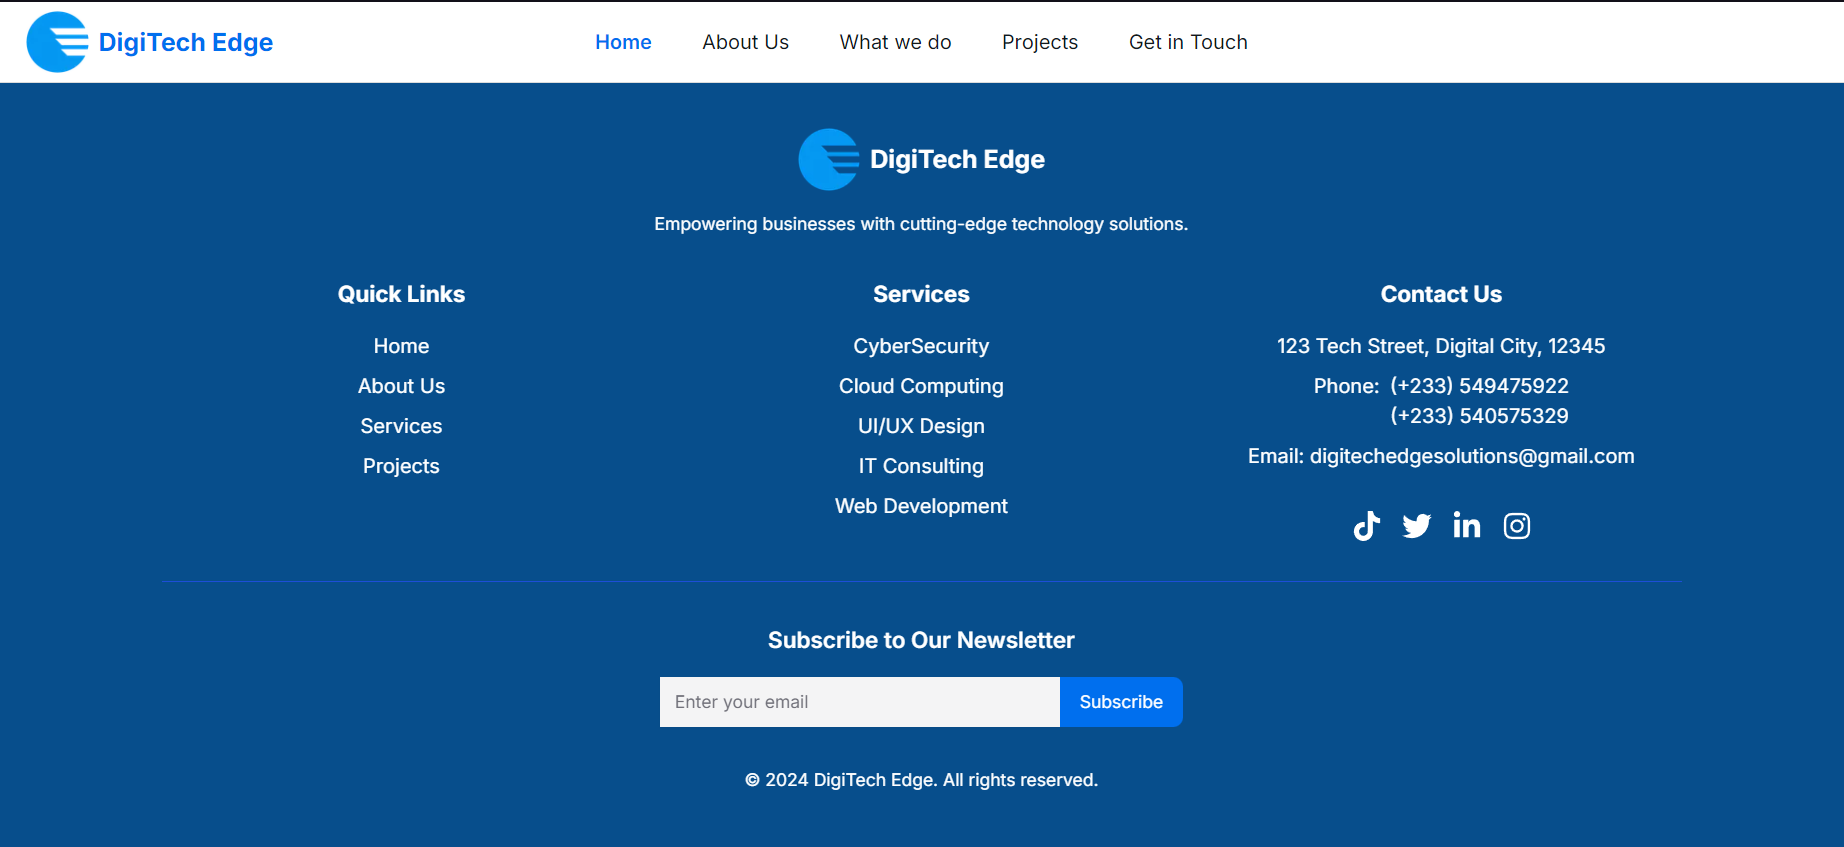 DigiTech Edge
Home
About Us
What we do
Projects
Get in Touch
DigiTech Edge
Empowering businesses with cutting-edge technology solutions.
Quick Links
Home
About Us
Services
Projects
Services
CyberSecurity
Cloud Computing
UI/UX Design
IT Consulting
Web Development
Contact Us
123 Tech Street, Digital City, 12345
Phone: (+233) 549475922
(+233) 540575329
Email: digitechedgesolutions@gmail.com
Subscribe to Our Newsletter
Enter your email
Subscribe
© 2024 DigiTech Edge. All rights reserved.